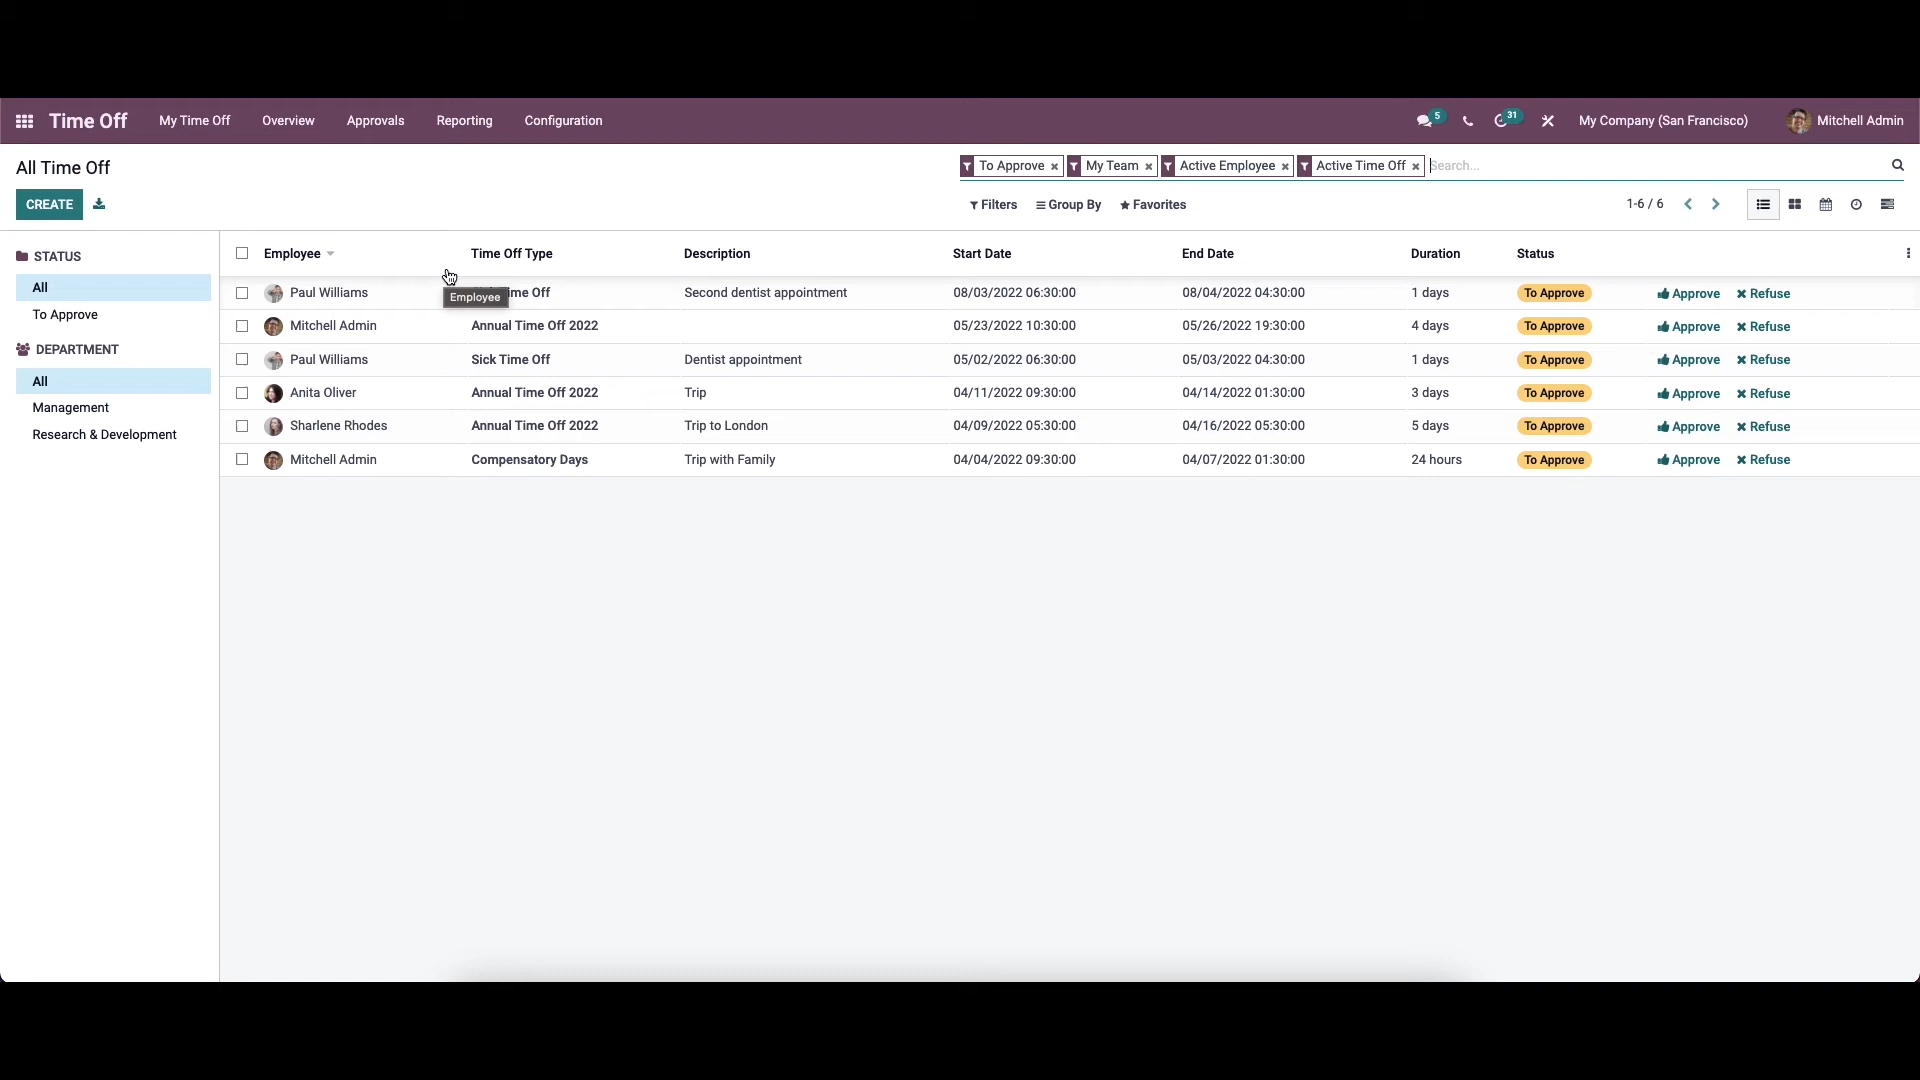 Time Off My Time Off Overview Approvals Reporting Configuration 5 31 My Company (San Francisco) Mitchell Admin
All Time Off To Approve My Team Active Employee Active Time Off Search...
CREATE Filters Group By Favorites 1-6 / 6
STATUS
All
To Approve
DEPARTMENT
All
Management
Research & Development
Employee Time Off Type Description Start Date End Date Duration Status
Paul Williams Time Off Second dentist appointment 08/03/2022 06:30:00 08/04/2022 04:30:00 1 days To Approve Approve Refuse
Employee
Mitchell Admin Annual Time Off 2022 05/23/2022 10:30:00 05/26/2022 19:30:00 4 days To Approve Approve Refuse
Paul Williams Sick Time Off Dentist appointment 05/02/2022 06:30:00 05/03/2022 04:30:00 1 days To Approve Approve Refuse
Anita Oliver Annual Time Off 2022 Trip 04/11/2022 09:30:00 04/14/2022 01:30:00 3 days To Approve Approve Refuse
Sharlene Rhodes Annual Time Off 2022 Trip to London 04/09/2022 05:30:00 04/16/2022 05:30:00 5 days To Approve Approve Refuse
Mitchell Admin Compensatory Days Trip with Family 04/04/2022 09:30:00 04/07/2022 01:30:00 24 hours To Approve Approve Refuse